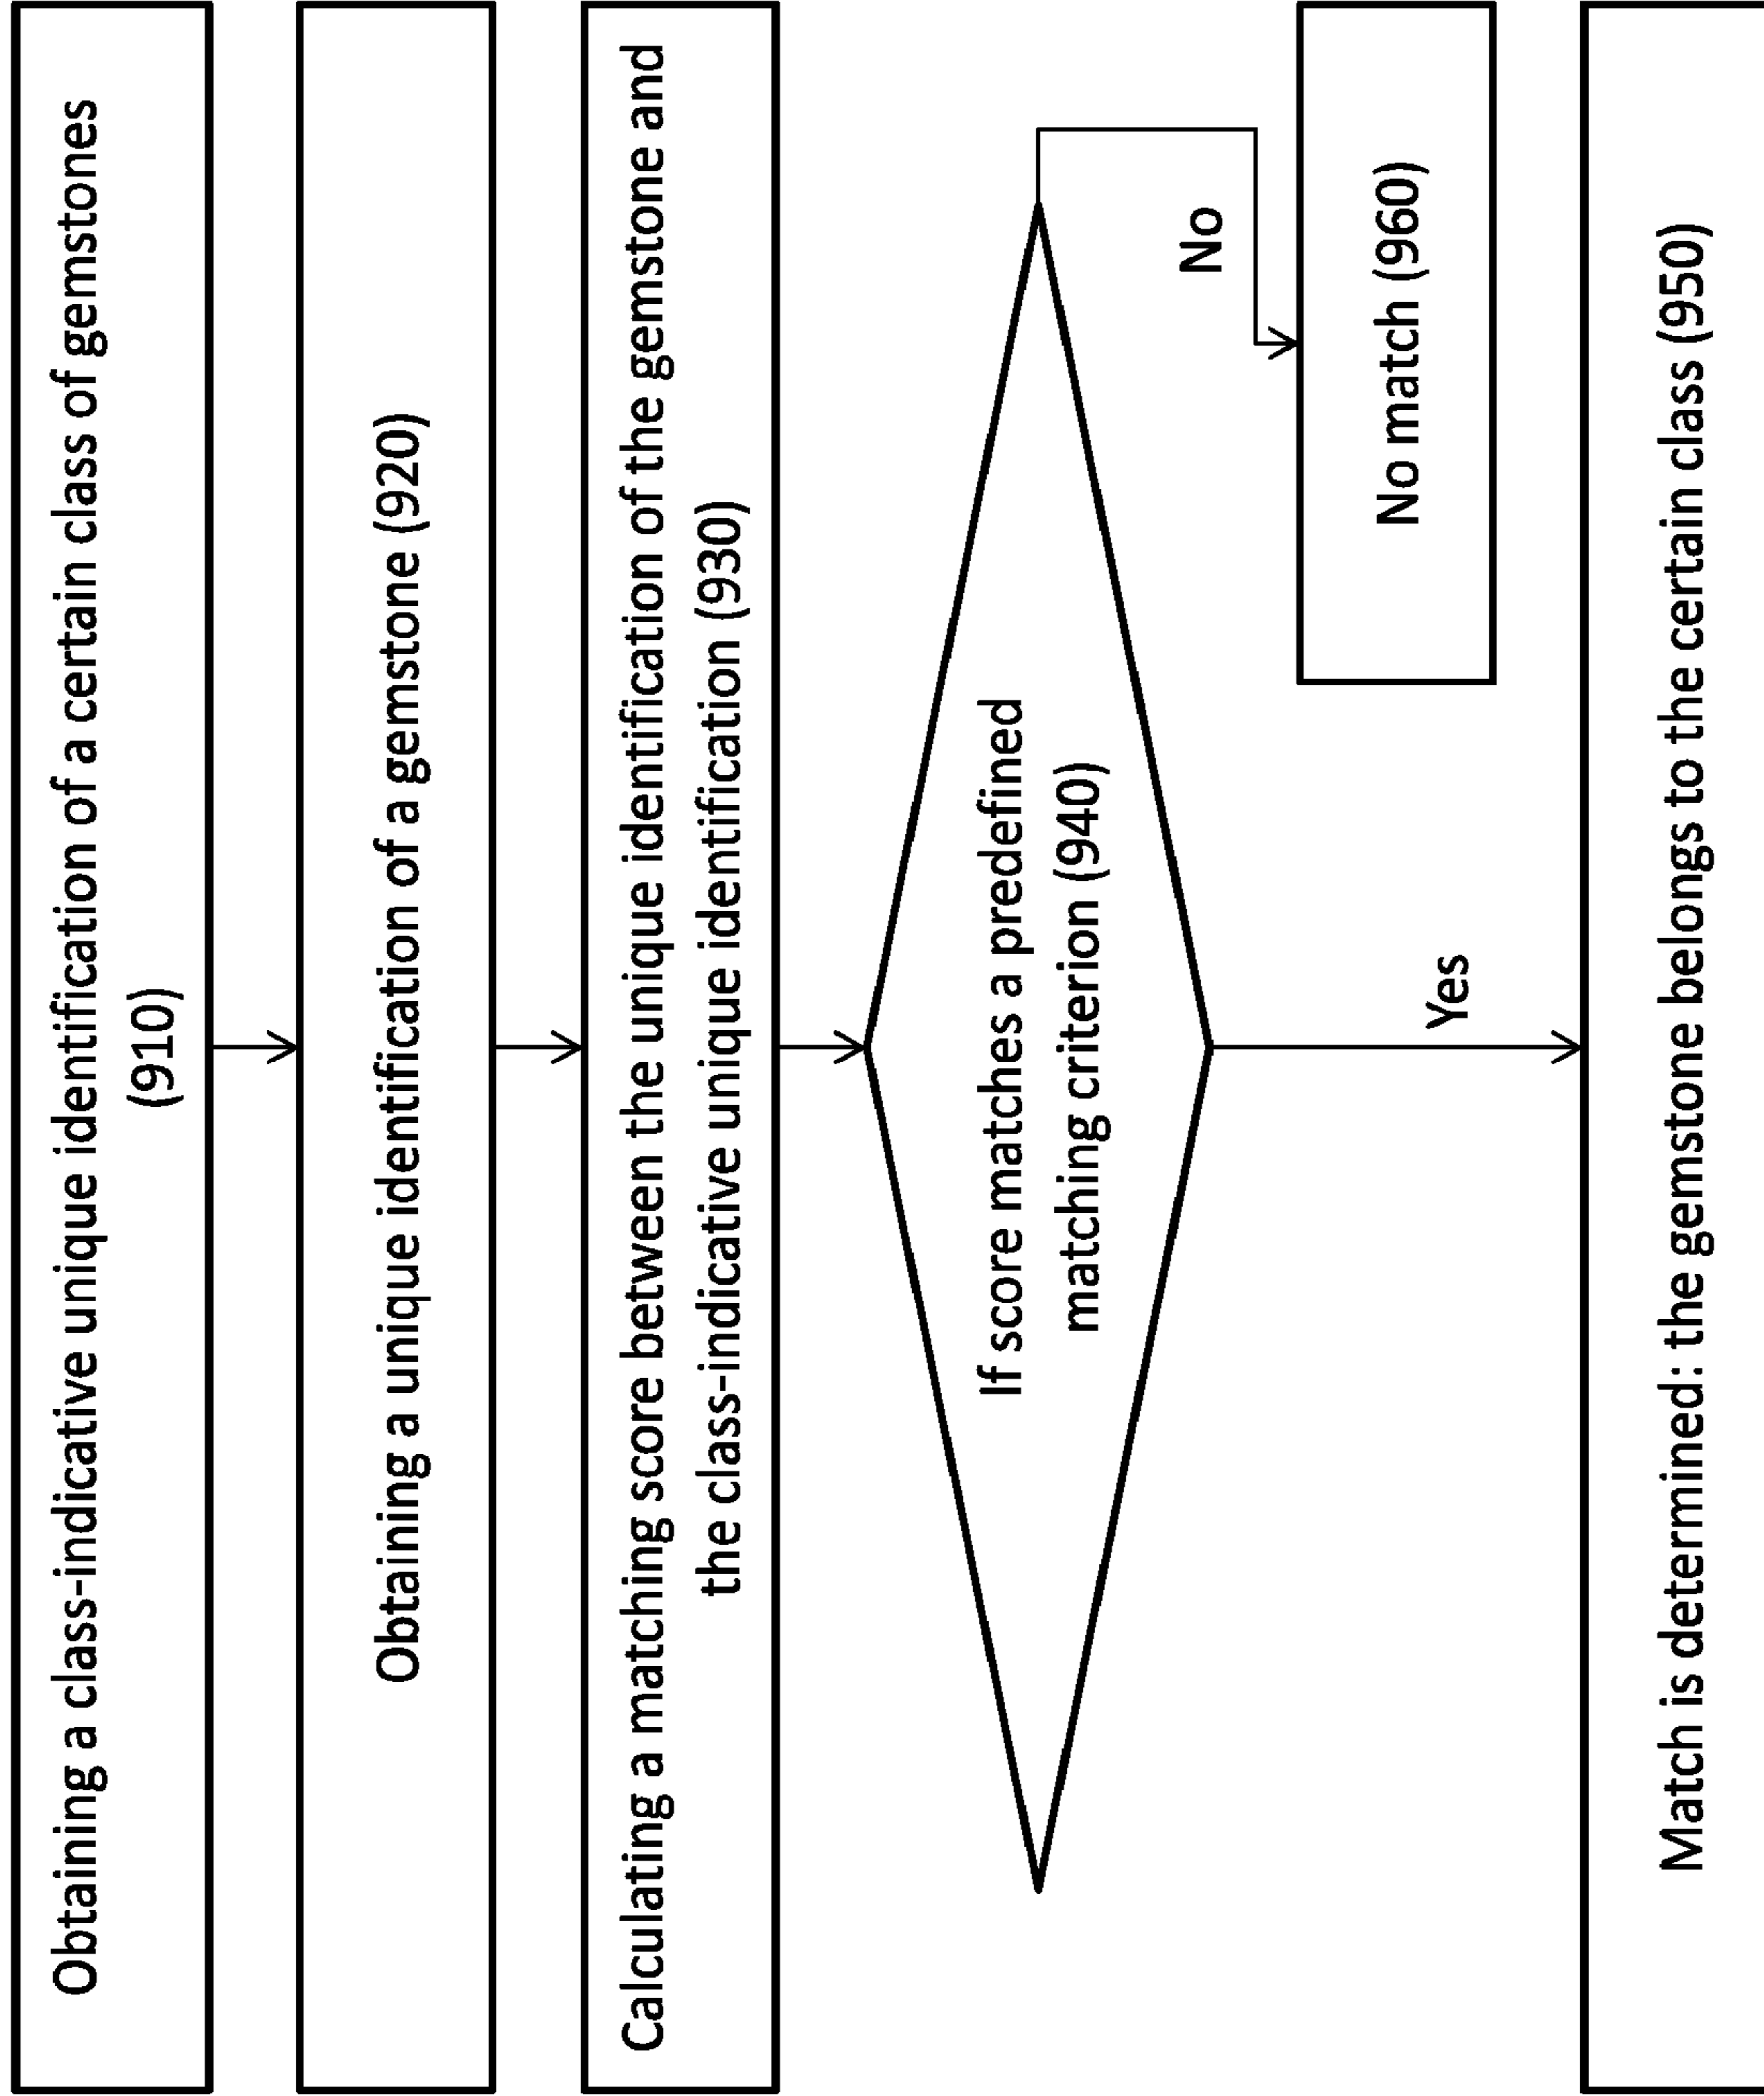 Obtaining a class-indicative unique identification of a certain class of gemstones
(910)
Obtaining a unique identification of a gemstone (920)
Calculating a matching score between the unique identification of the gemstone and
the class-indicative unique identification (930)
If score matches a predefined
matching criterion (940)
No
No match (960)
Yes
Match is determined: the gemstone belongs to the certain class (950)